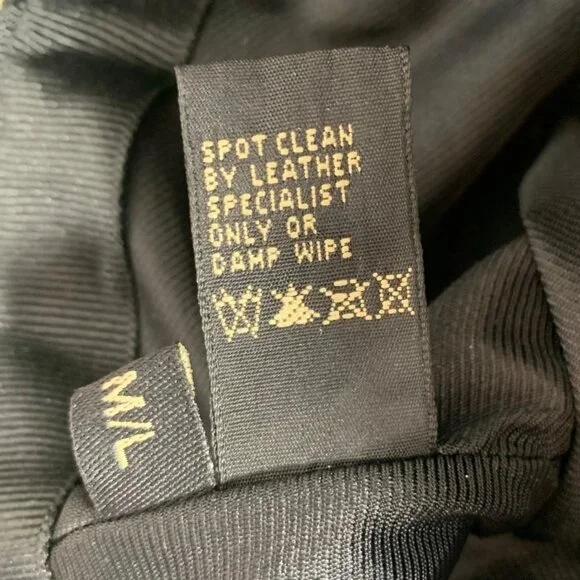 SPOT CLEAN
BY LEATHER
SPECIALIST
ONLY OR
DAMP WIPE
M/L